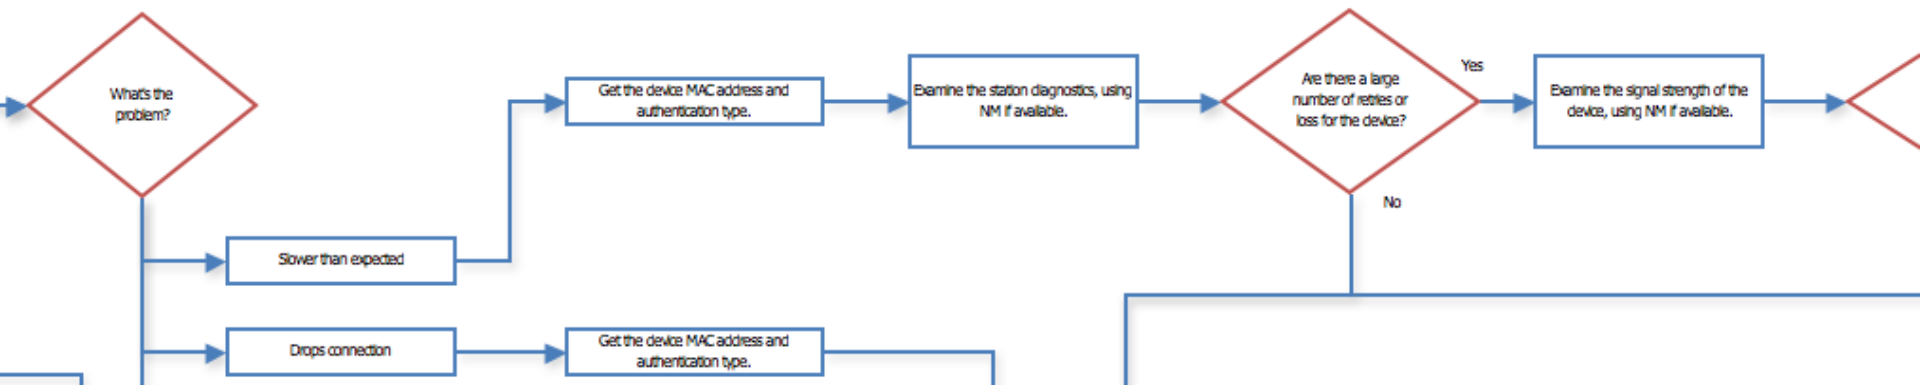 What's the
problem?
Get the device MAC address and
authentication type.
Examine the station diagnostics, using
NM if available.
Are there a large
number of retries or
loss for the device?
Yes
Examine the signal strength of the
device, using NM if available.
No
Slower than expected
Drops connection
Get the device MAC address and
authentication type.